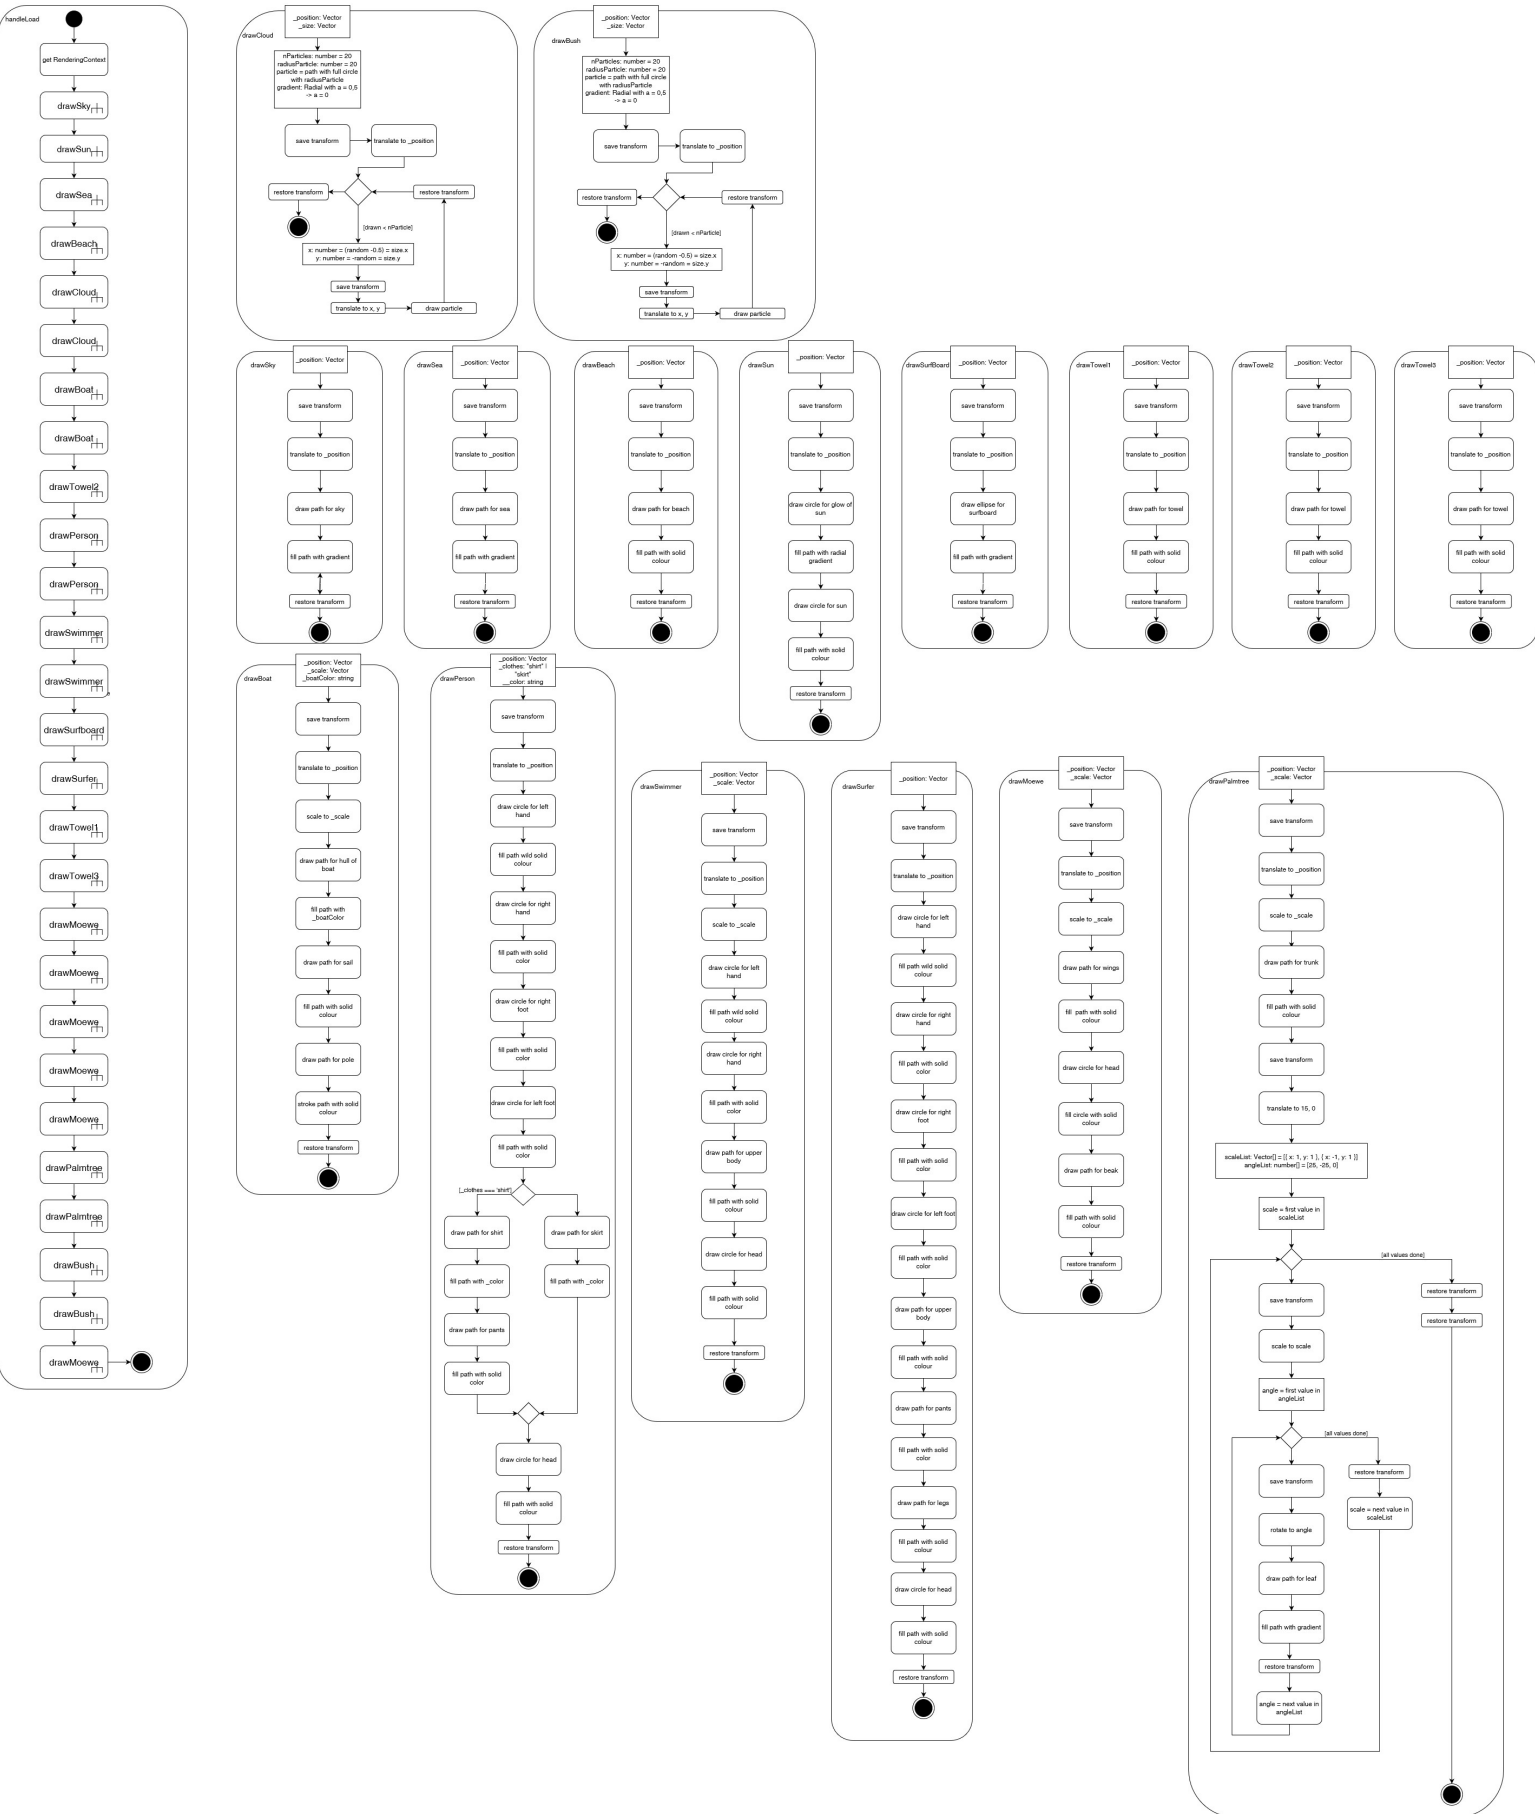 handleLoad
get RenderingContext
drawSky
drawSun
drawSea
drawBeach
drawCloud
drawCloud
drawBoat
drawBoat
drawTowel2
drawPerson
drawPerson
drawSwimmer
drawSwimmer
e
drawSurfboard
drawSurfer
drawTowel1
drawTowel3
drawMoewe
drawMoewe
drawMoewe
drawMoewe
drawMoewe
drawPalmtree
drawPalmtree
drawBush
drawBush
drawMoewe
drawCloud
_position: Vector
_size: Vector
nParticles: number = 20
radiusParticle: number = 20
particle = path with full circle
with radiusParticle
gradient: Radial with a = 0,5
-> a = 0
save transform
translate to _position
restore transform
restore transform
[drawn < nParticle]
x: number = (random -0.5) = size.x
y: number = -random = size.y
save transform
translate to x, y
draw particle
drawBush
_position: Vector
_size: Vector
nParticles: number = 20
radiusParticle: number = 20
particle = path with full circle
with radiusParticle
gradient: Radial with a = 0,5
-> a = 0
save transform
translate to _position
restore transform
restore transform
[drawn < nParticle]
x: number = (random -0.5) = size.x
y: number = -random = size.y
save transform
translate to x, y
draw particle
drawSky
_position: Vector
save transform
translate to _position
draw path for sky
fill path with gradient
restore transform
drawSea
_position: Vector
save transform
translate to _position
draw path for sea
fill path with gradient
restore transform
drawBeach
_position: Vector
save transform
translate to _position
draw path for beach
fill path with solid
colour
restore transform
drawSun
_position: Vector
save transform
translate to _position
draw circle for glow of
sun
fill path with radial
gradient
draw circle for sun
fill path with solid
colour
restore transform
drawSurfBoard
_position: Vector
save transform
translate to _position
draw ellipse for
surfboard
fill path with gradient
restore transform
drawTowel1
_position: Vector
save transform
translate to _position
draw path for towel
fill path with solid
colour
restore transform
drawTowel2
_position: Vector
save transform
translate to _position
draw path for towel
fill path with solid
colour
restore transform
drawTowel3
_position: Vector
save transform
translate to _position
draw path for towel
fill path with solid
colour
restore transform
drawBoat
_position: Vector
_scale: Vector
_boatColor: string
save transform
translate to _position
scale to _scale
draw path for hull of
boat
fill path with
_boatColor
draw path for sail
fill path with solid
colour
draw path for pole
stroke path with solid
colour
restore transform
drawPerson
_position: Vector
_clothes: "shirt" |
"skirt"
__color: string
save transform
translate to _position
draw circle for left
hand
fill path wild solid
colour
draw circle for right
hand
fill path with solid
color
draw circle for right
foot
fill path with solid
color
draw circle for left foot
fill path with solid
color
[_clothes === 'shirt']
draw path for shirt
fill path with _color
draw path for pants
fill path with solid
color
draw path for skirt
fill path with _color
draw circle for head
fill path with solid
colour
restore transform
drawSwimmer
_position: Vector
_scale: Vector
save transform
translate to _position
scale to _scale
draw circle for left
hand
fill path wild solid
colour
draw circle for right
hand
fill path with solid
color
draw path for upper
body
fill path with solid
colour
draw circle for head
fill path with solid
colour
restore transform
drawSurfer
_position: Vector
save transform
translate to _position
draw circle for left
hand
fill path wild solid
colour
draw circle for right
hand
fill path with solid
color
draw circle for right
foot
fill path with solid
color
draw circle for left foot
fill path with solid
color
draw path for upper
body
fill path with solid
colour
draw path for pants
fill path with solid
color
draw path for legs
fill path with solid
colour
draw circle for head
fill path with solid
colour
restore transform
drawMoewe
_position: Vector
_scale: Vector
save transform
translate to _position
scale to _scale
draw path for wings
fill path with solid
colour
draw circle for head
fill circle with solid
colour
draw path for beak
fill path with solid
colour
restore transform
drawPalmtree
_position: Vector
_scale: Vector
save transform
translate to _position
scale to _scale
draw path for trunk
fill path with solid
colour
save transform
translate to 15, 0
scaleList: Vector[] = [{ x: 1, y: 1 }, { x: -1, y: 1 }]
angleList: number[] = [25, -25, 0]
scale = first value in
scaleList
[all values done]
restore transform
restore transform
save transform
scale to scale
angle = first value in
angleList
[all values done]
restore transform
scale = next value in
scaleList
save transform
rotate to angle
draw path for leaf
fill path with gradient
restore transform
angle = next value in
angleList